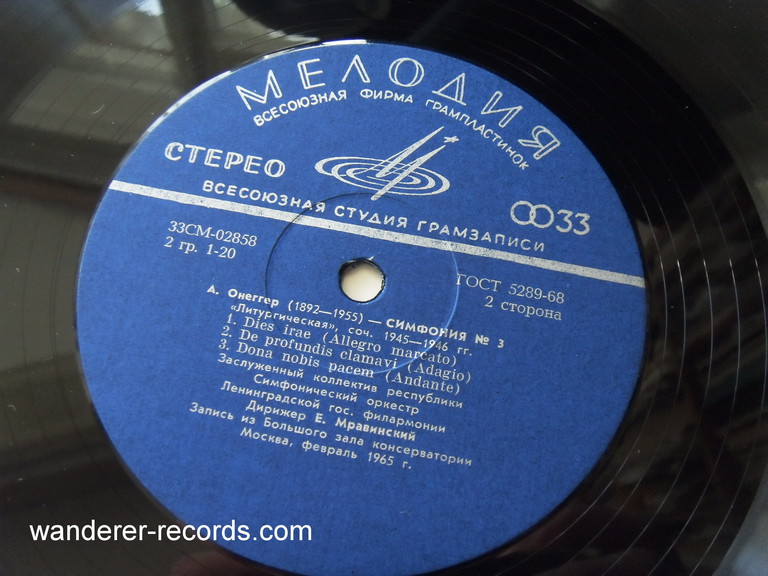 МЕЛОДИЯ
ВСЕСОЮЗНАЯ ФИРМА ГРАМПЛАСТИНОК
СТЕРЕО
ВСЕСОЮЗНАЯ СТУДИЯ ГРАМЗАПИСИ
33
33СМ-02858
2 гр. 1-20
ГОСТ 5289-68
2 сторона
А. Онеггер (1892—1955) — СИМФОНИЯ № 3
«Литургическая», соч. 1945—1946 гг.
1. Dies irae (Allegro marcato)
2. De profundis clamavi (Adagio)
3. Dona nobis pacem (Andante)
Заслуженный коллектив республики
Симфонический оркестр
Ленинградской гос. филармонии
Дирижер Е. Мравинский
Запись из Большого зала консерватории
Москва, февраль 1965 г.
wanderer-records.com